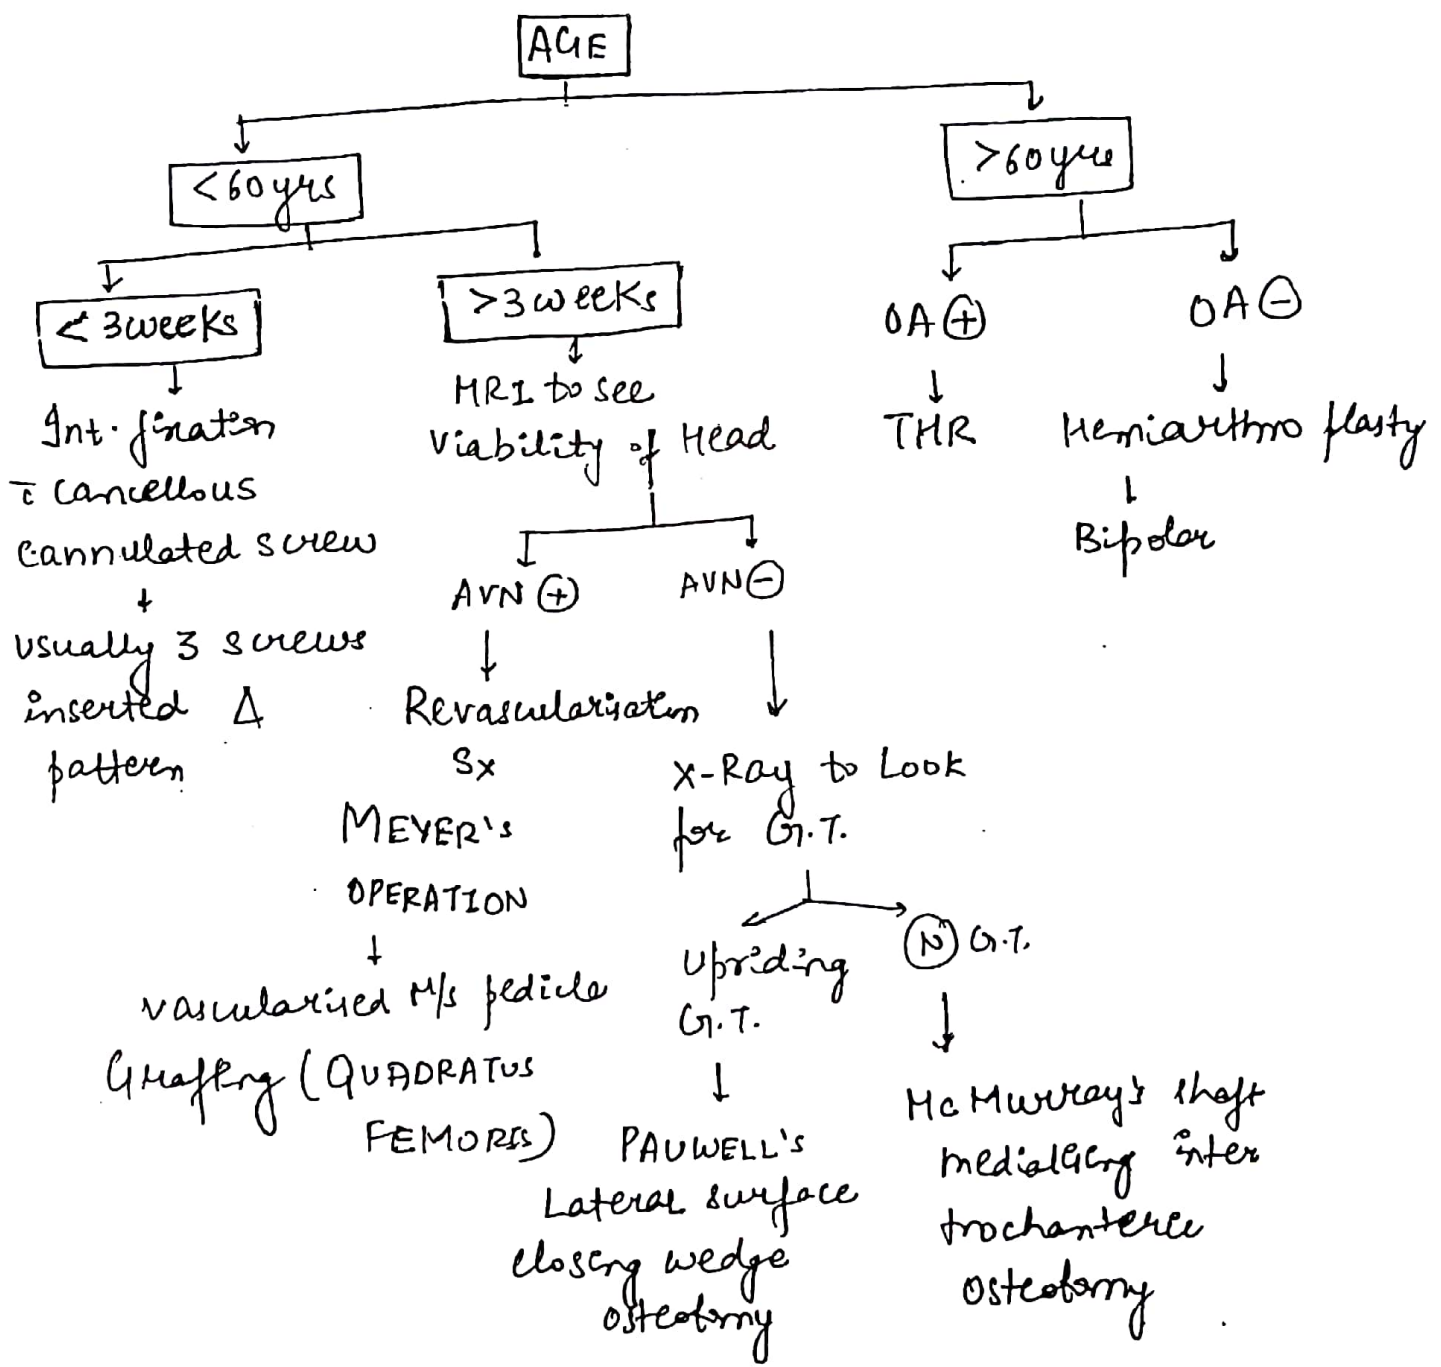 AGE
<60yrs
>60yrs
<3weeks
>3weeks
OA⊕
OA⊖
Int. fixation
c̄ cancellous
cannulated screw
usually 3 screws
inserted Δ
pattern
MRI to see
Viability of Head
AVN⊕
AVN⊖
Revascularisation
Sx
MEYER'S
OPERATION
vascularised M/s pedicle
Grafting (QUADRATUS
FEMORIS)
X-Ray to Look
for G.T.
Upriding
G.T.
Ⓝ G.T.
PAUWELL'S
Lateral surface
closing wedge
osteotomy
McMurray's shaft
medialising inter
trochanteric
osteotomy
THR
Hemiarthro plasty
Bipolar